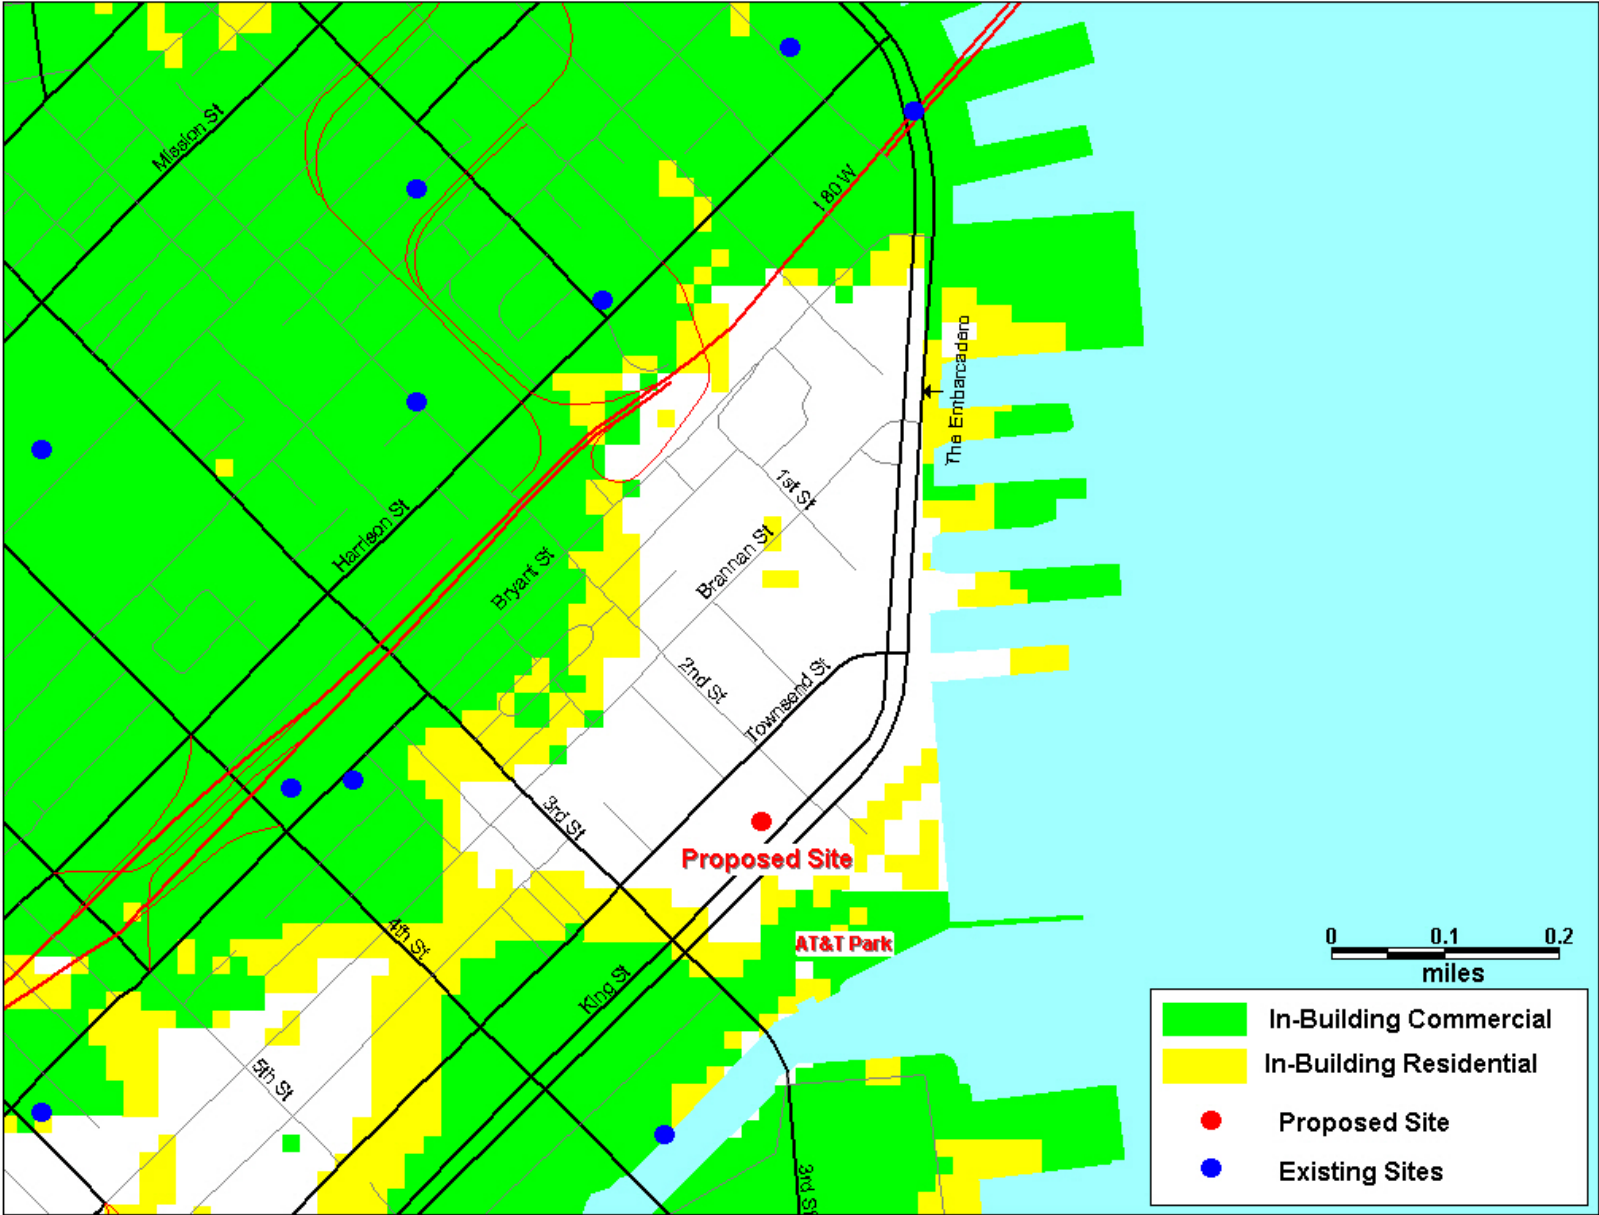 Mission St
I 80 W
The Embarcadero
Harrison St
1st St
Bryant St
Brannan St
2nd St
Townsend St
3rd St
Proposed Site
4th St
AT&T Park
King St
5th St
3rd St
0 0.1 0.2
miles
In-Building Commercial
In-Building Residential
Proposed Site
Existing Sites